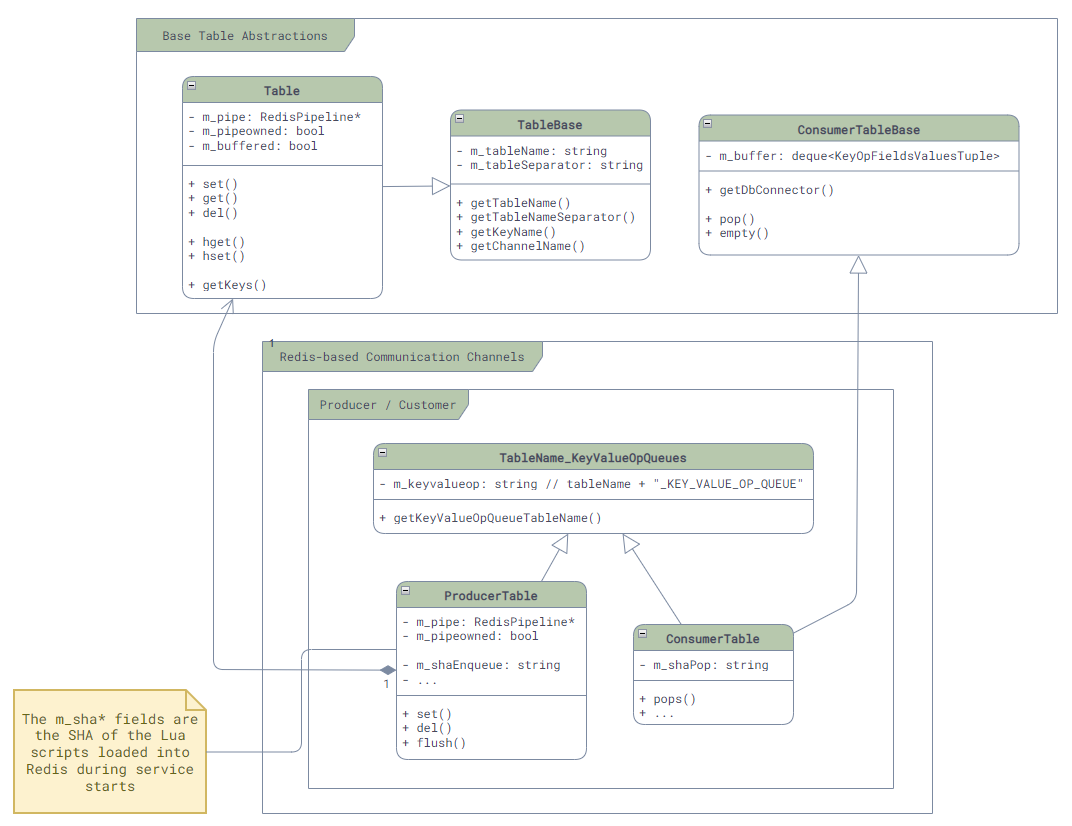 Base Table Abstractions
Table
- m_pipe: RedisPipeline*
- m_pipeowned: bool
- m_buffered: bool
+ set()
+ get()
+ del()
+ hget()
+ hset()
+ getKeys()
TableBase
- m_tableName: string
- m_tableSeparator: string
+ getTableName()
+ getTableNameSeparator()
+ getKeyName()
+ getChannelName()
ConsumerTableBase
- m_buffer: deque<KeyOpFieldsValuesTuple>
+ getDbConnector()
+ pop()
+ empty()
1
Redis-based Communication Channels
Producer / Customer
TableName_KeyValueOpQueues
- m_keyvalueop: string // tableName + "_KEY_VALUE_OP_QUEUE"
+ getKeyValueOpQueueTableName()
ProducerTable
- m_pipe: RedisPipeline*
- m_pipeowned: bool
- m_shaEnqueue: string
- ...
+ set()
+ del()
+ flush()
1
ConsumerTable
- m_shaPop: string
+ pops()
+ ...
The m_sha* fields are
the SHA of the Lua
scripts loaded into
Redis during service
starts